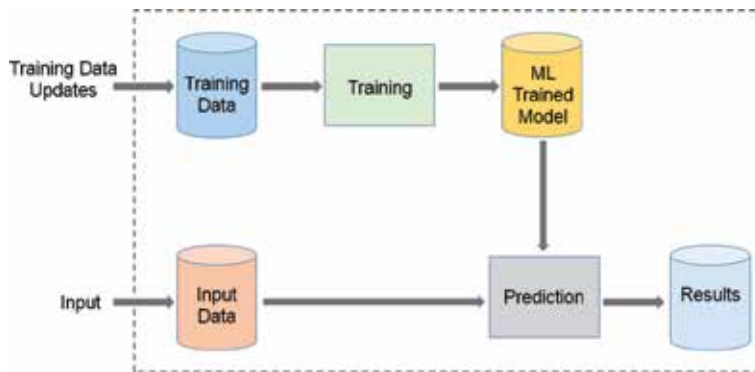 Training Data
Updates
Training
Data
Training
ML
Trained
Model
Input
Input
Data
Prediction
Results